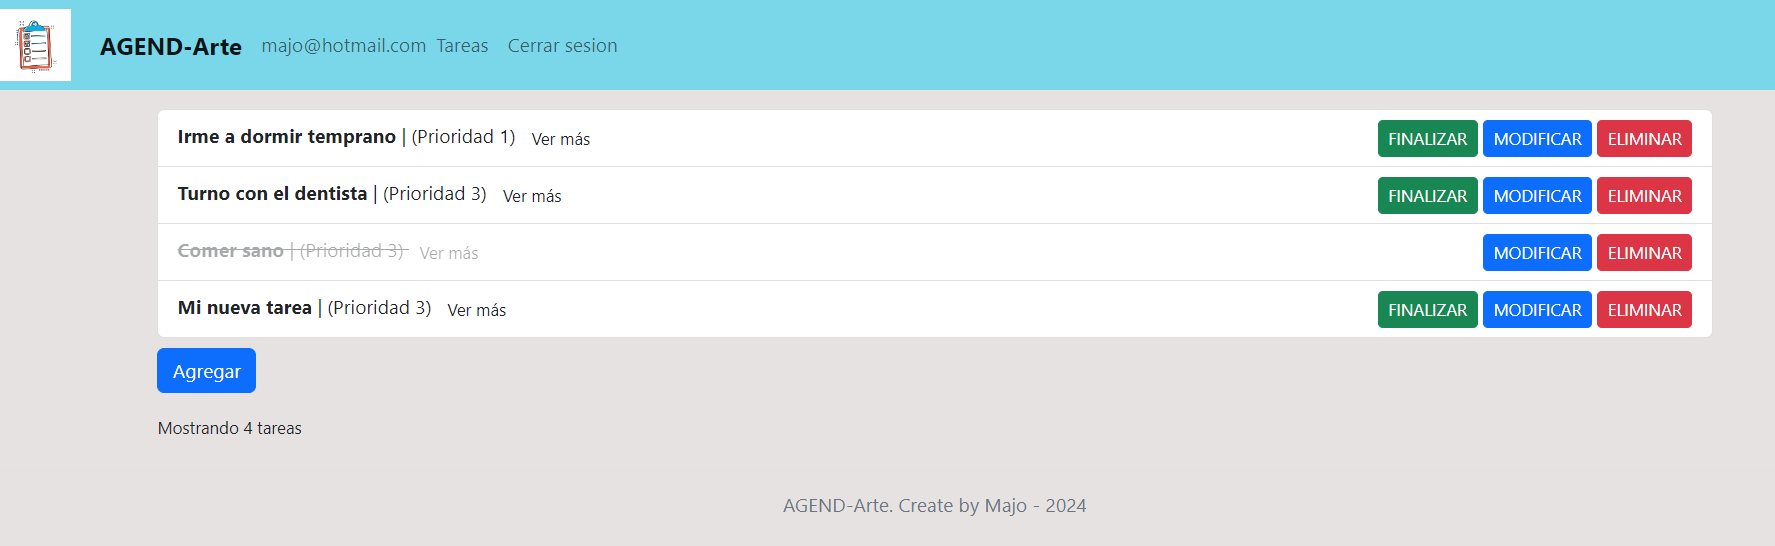 AGEND-Arte majo@hotmail.com Tareas Cerrar sesion
Irme a dormir temprano | (Prioridad 1) Ver más FINALIZAR MODIFICAR ELIMINAR
Turno con el dentista | (Prioridad 3) Ver más FINALIZAR MODIFICAR ELIMINAR
Comer sano | (Prioridad 3) Ver más MODIFICAR ELIMINAR
Mi nueva tarea | (Prioridad 3) Ver más FINALIZAR MODIFICAR ELIMINAR
Agregar
Mostrando 4 tareas
AGEND-Arte. Create by Majo - 2024